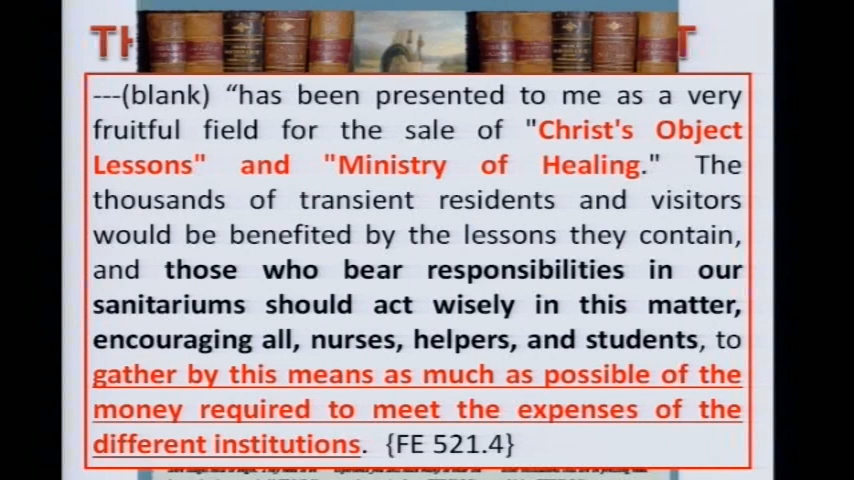 ---(blank) “has been presented to me as a very
fruitful field for the sale of "Christ's Object
Lessons" and "Ministry of Healing." The
thousands of transient residents and visitors
would be benefited by the lessons they contain,
and those who bear responsibilities in our
sanitariums should act wisely in this matter,
encouraging all, nurses, helpers, and students, to
gather by this means as much as possible of the
money required to meet the expenses of the
different institutions. {FE 521.4}